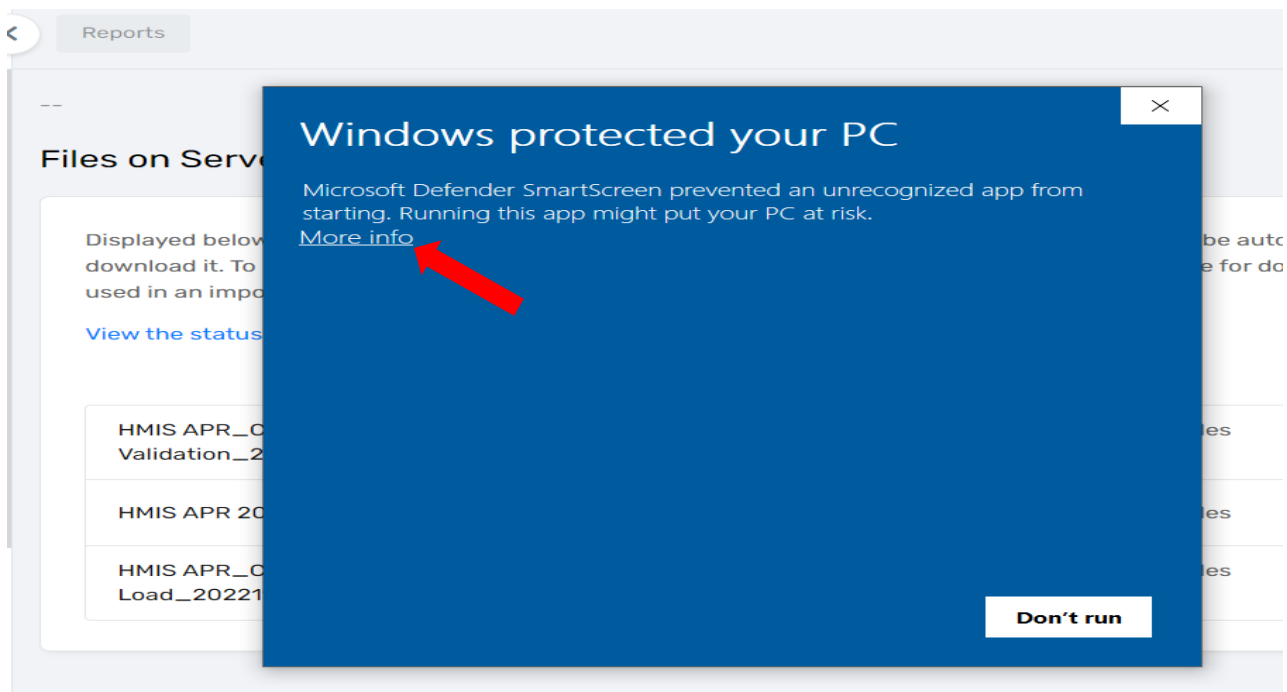 Reports
--
Files on Serve
Windows protected your PC
Microsoft Defender SmartScreen prevented an unrecognized app from
starting. Running this app might put your PC at risk.
More info
Displayed below
be auto
download it. To
e for do
used in an impo
View the status
HMIS APR_C
Validation_2
les
HMIS APR 20
les
HMIS APR_C
Load_20221
les
Don't run